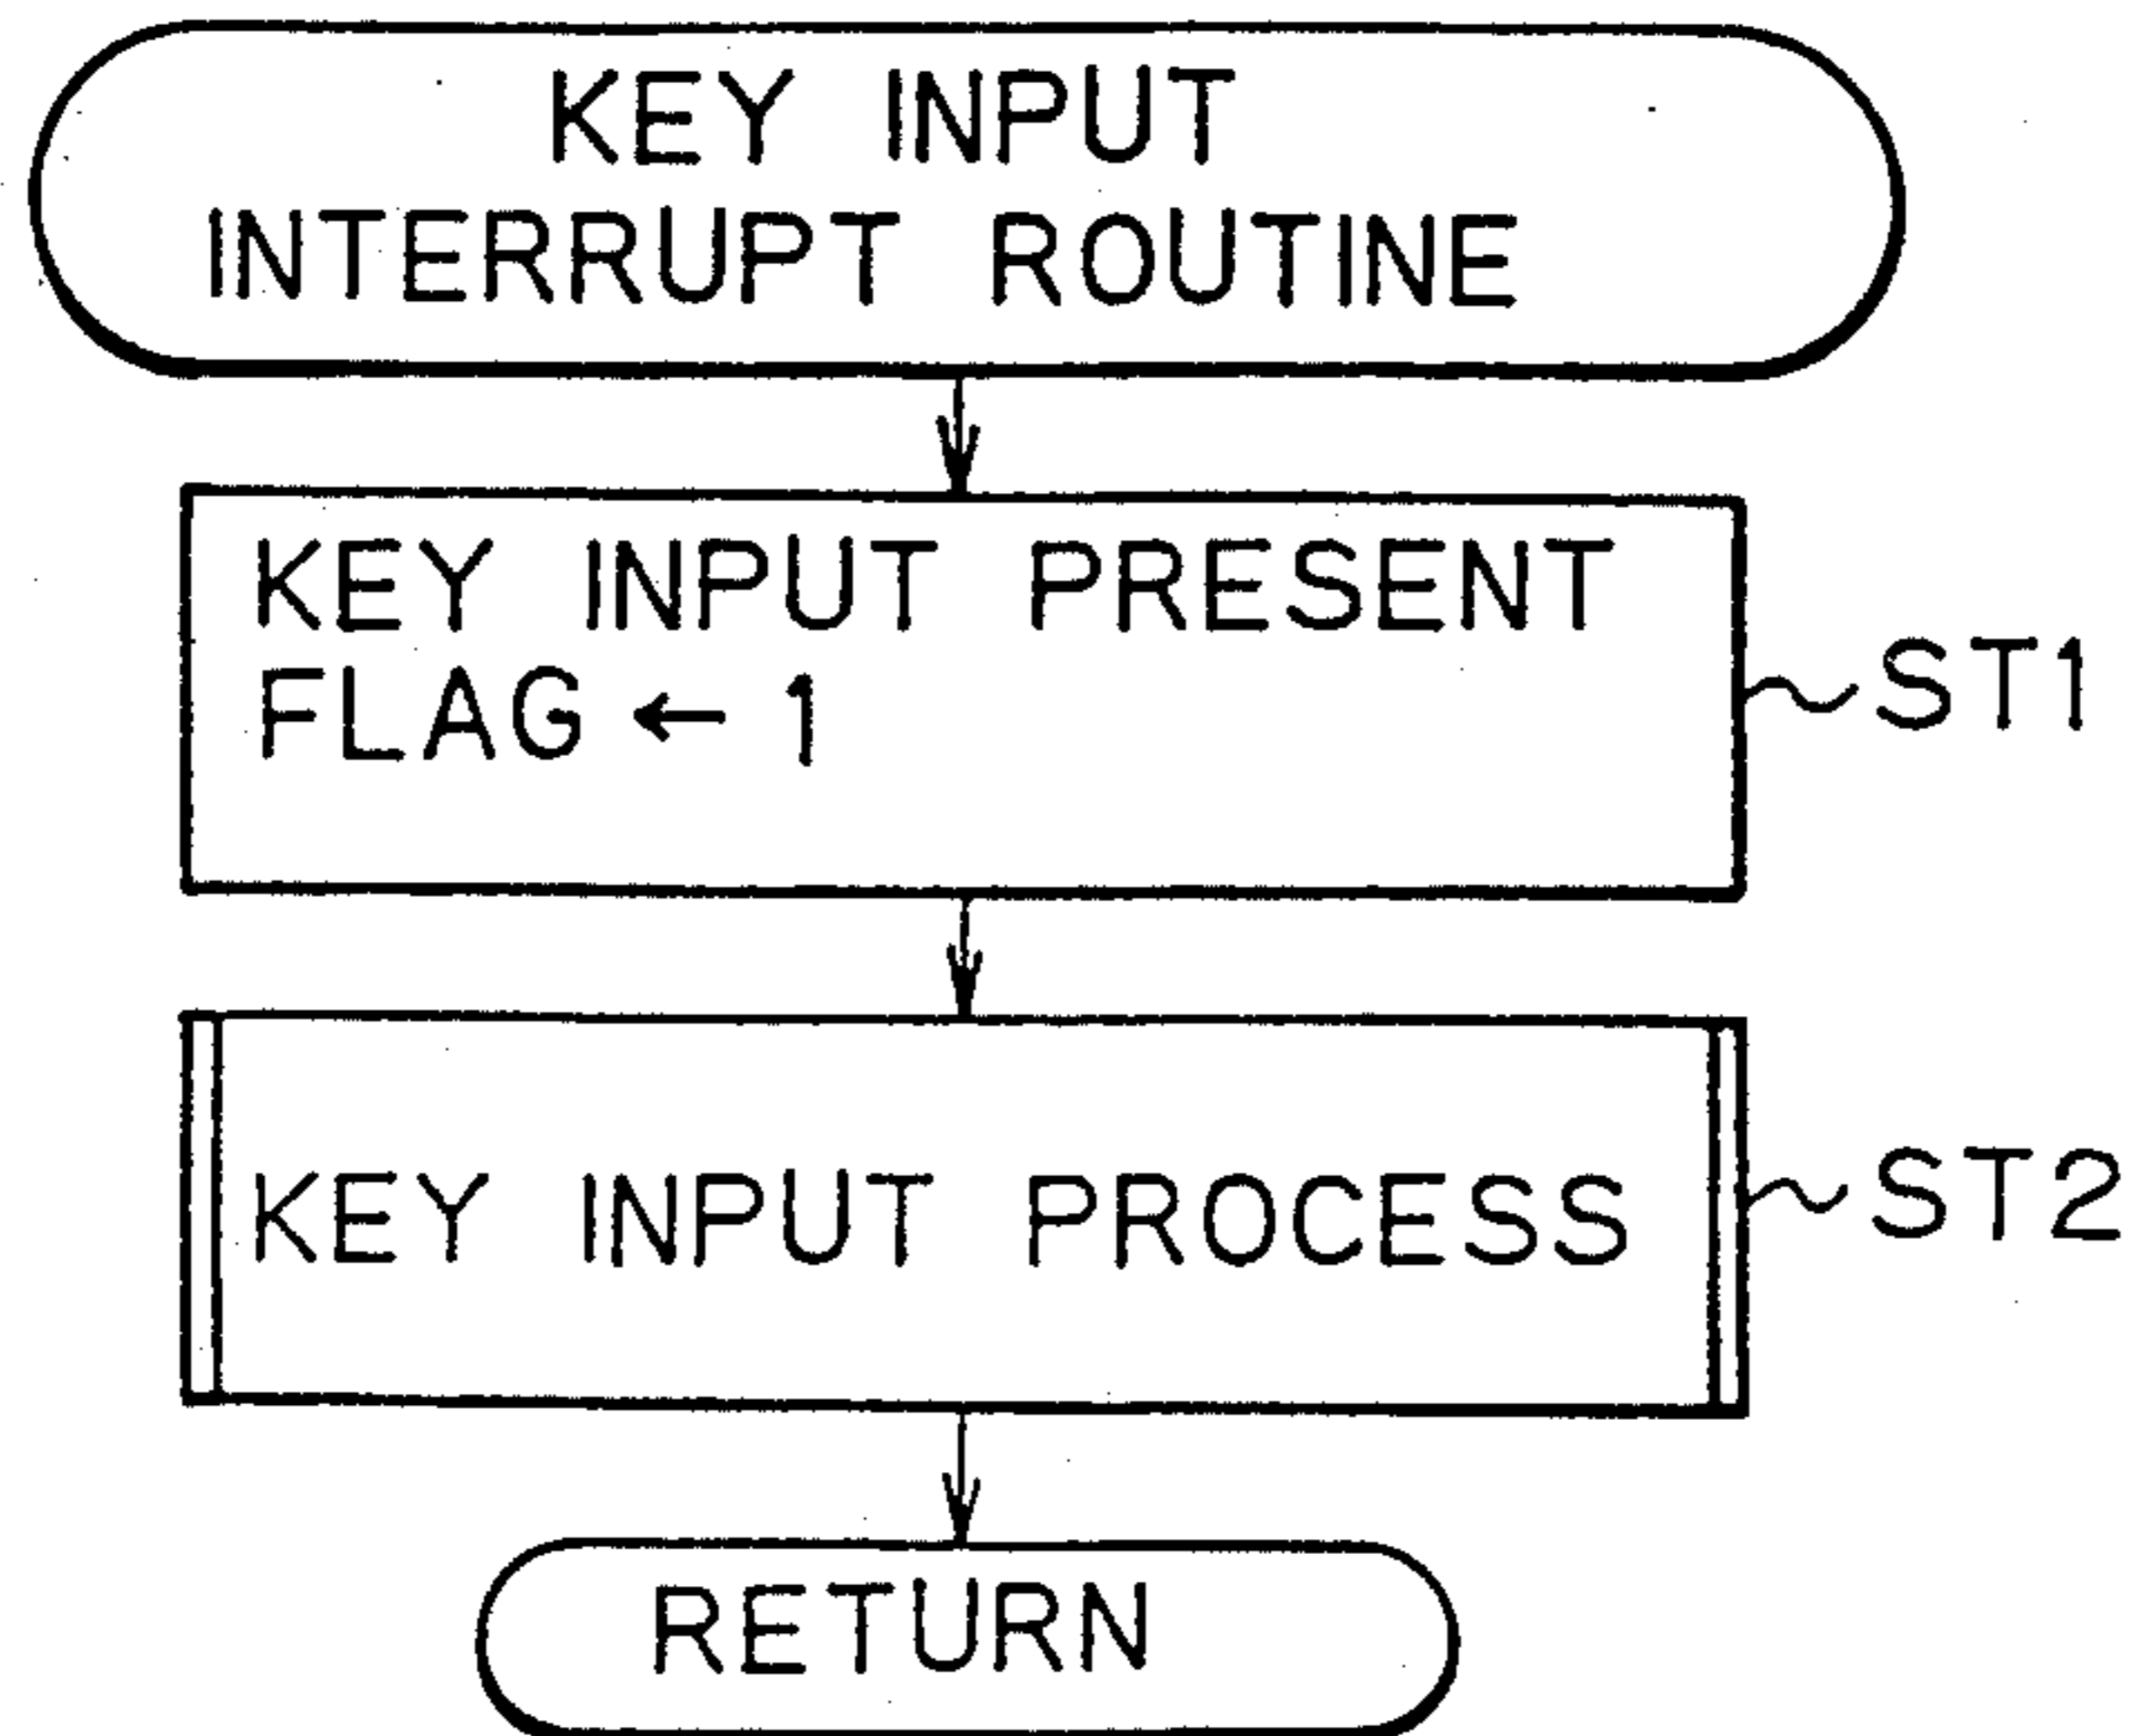 KEY INPUT
INTERRUPT ROUTINE
KEY INPUT PRESENT
FLAG ← 1
ST1
KEY INPUT PROCESS
ST2
RETURN